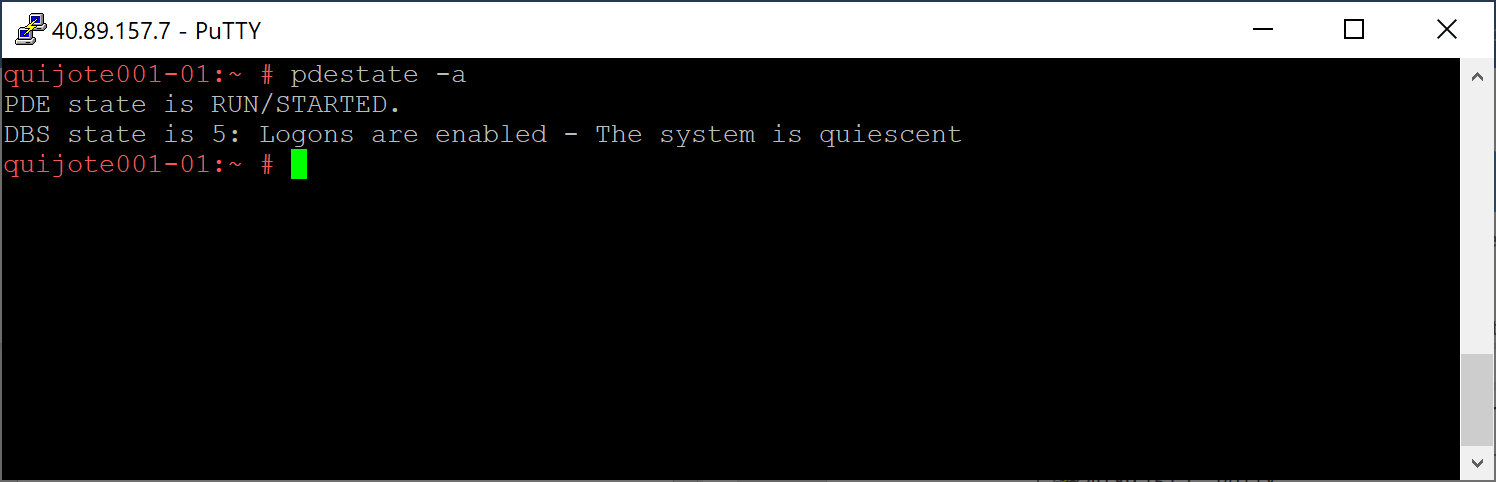 40.89.157.7 - PuTTY
quijote001-01:~ # pdestate -a
PDE state is RUN/STARTED.
DBS state is 5: Logons are enabled - The system is quiescent
quijote001-01:~ #